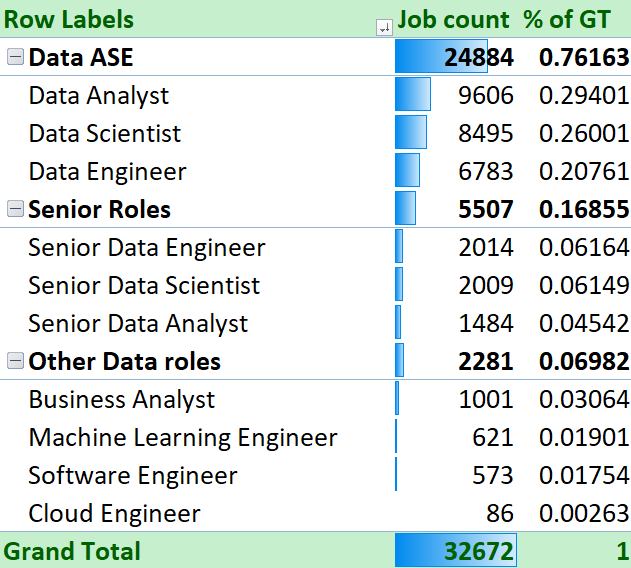 Row Labels Job count % of GT
Data ASE 24884 0.76163
Data Analyst 9606 0.29401
Data Scientist 8495 0.26001
Data Engineer 6783 0.20761
Senior Roles 5507 0.16855
Senior Data Engineer 2014 0.06164
Senior Data Scientist 2009 0.06149
Senior Data Analyst 1484 0.04542
Other Data roles 2281 0.06982
Business Analyst 1001 0.03064
Machine Learning Engineer 621 0.01901
Software Engineer 573 0.01754
Cloud Engineer 86 0.00263
Grand Total 32672 1